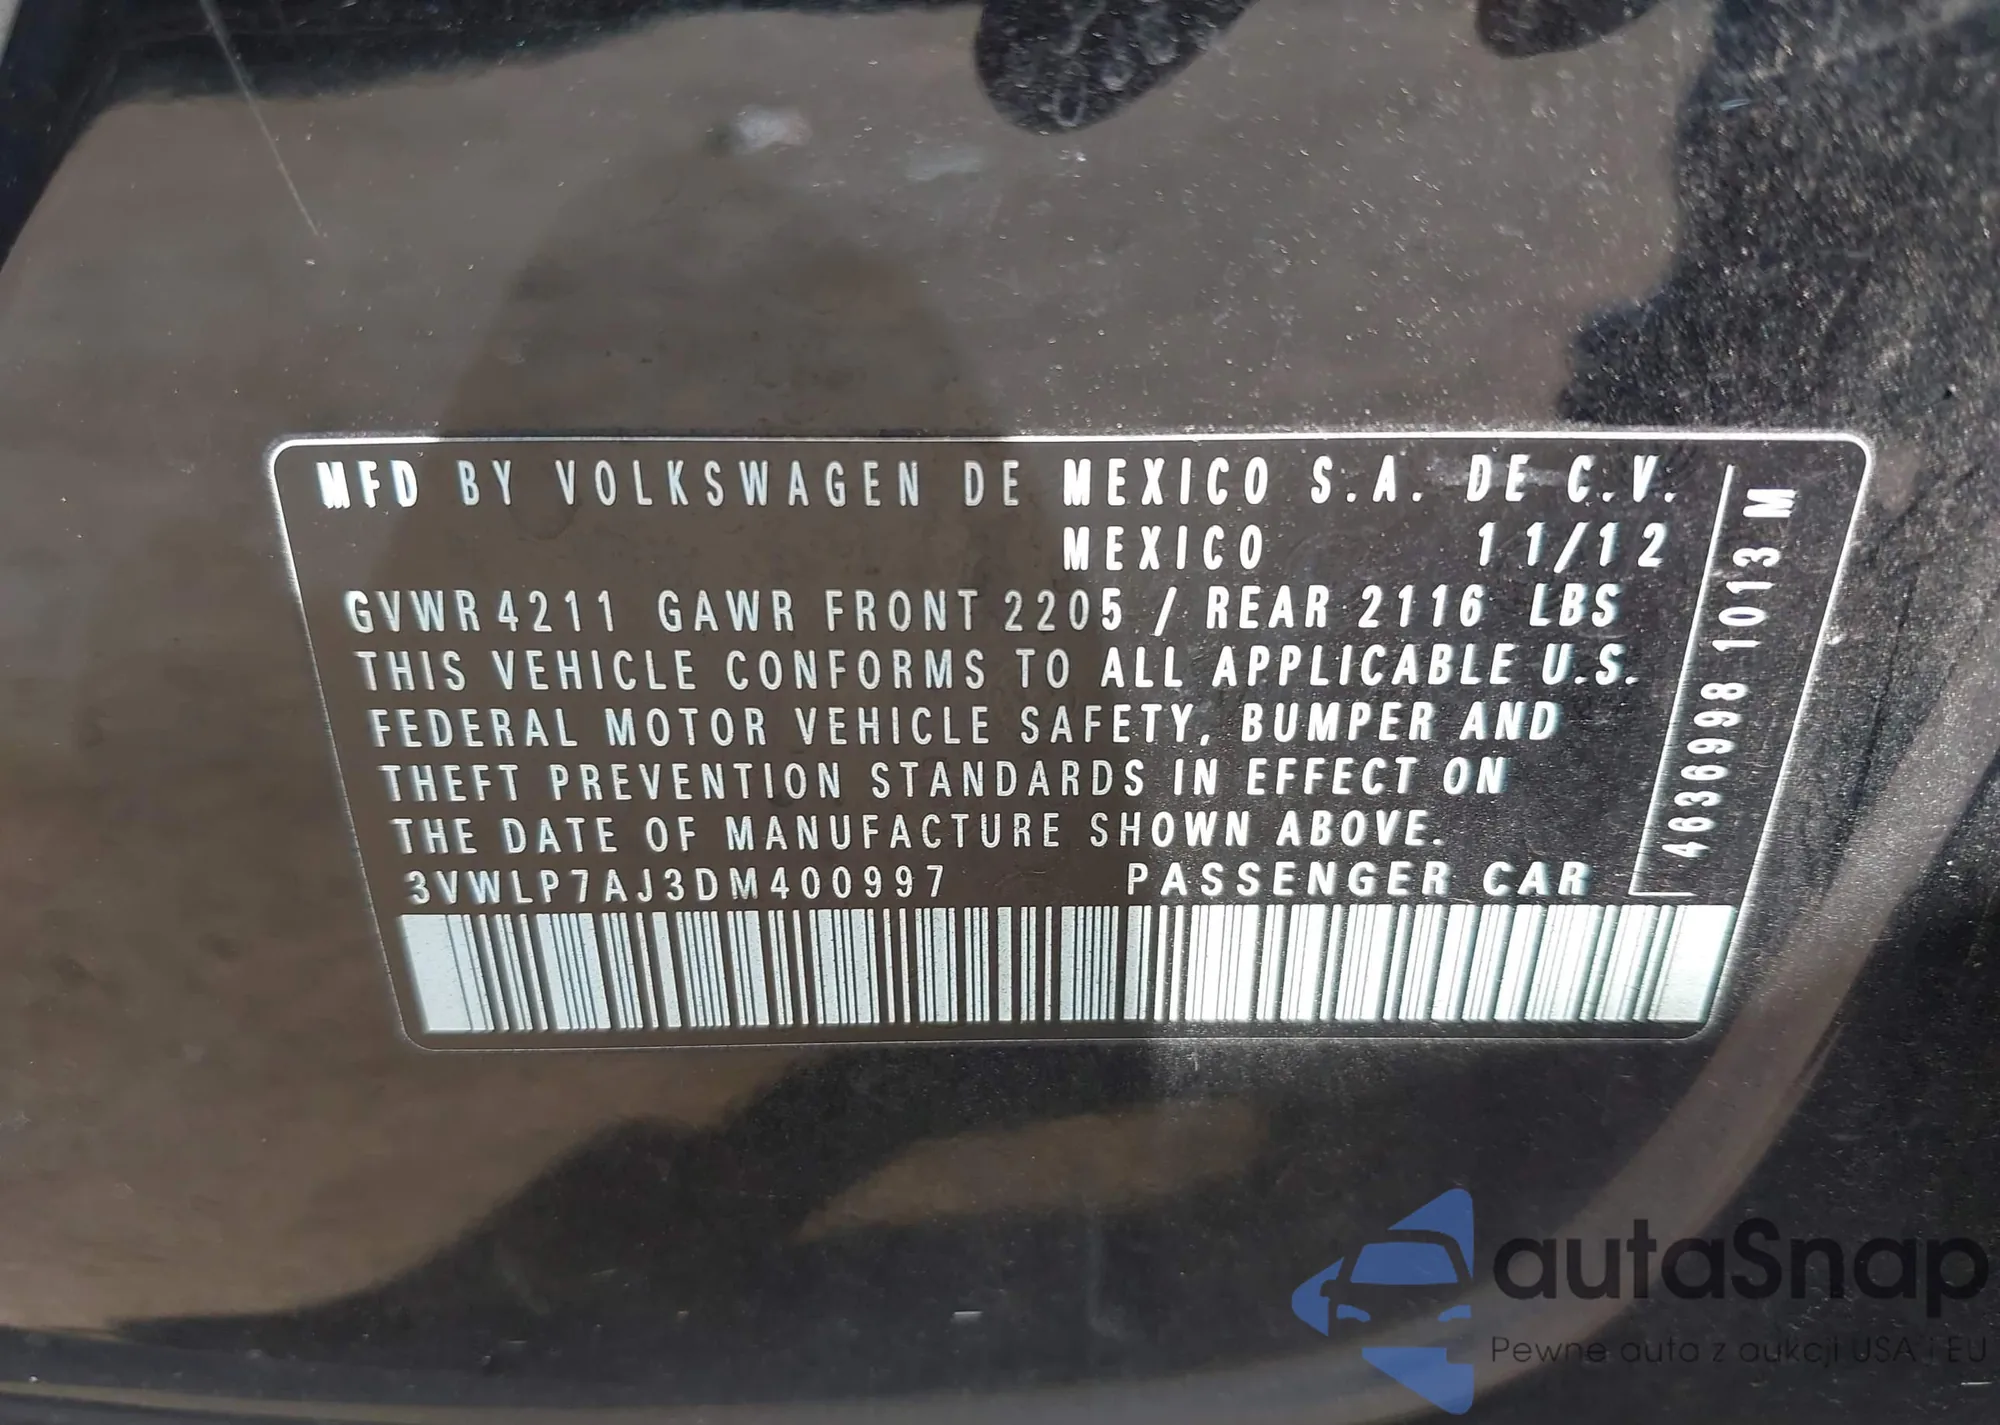 MFD BY VOLKSWAGEN DE MEXICO S.A. DE C.V.
MEXICO 11/12
GVWR 4211 GAWR FRONT 2205 / REAR 2116 LBS
THIS VEHICLE CONFORMS TO ALL APPLICABLE U.S.
FEDERAL MOTOR VEHICLE SAFETY, BUMPER AND
THEFT PREVENTION STANDARDS IN EFFECT ON
THE DATE OF MANUFACTURE SHOWN ABOVE.
3VWLP7AJ3DM400997 PASSENGER CAR
4636998 1013 M
autaSnap
Pewne auta z aukcji USA i EU